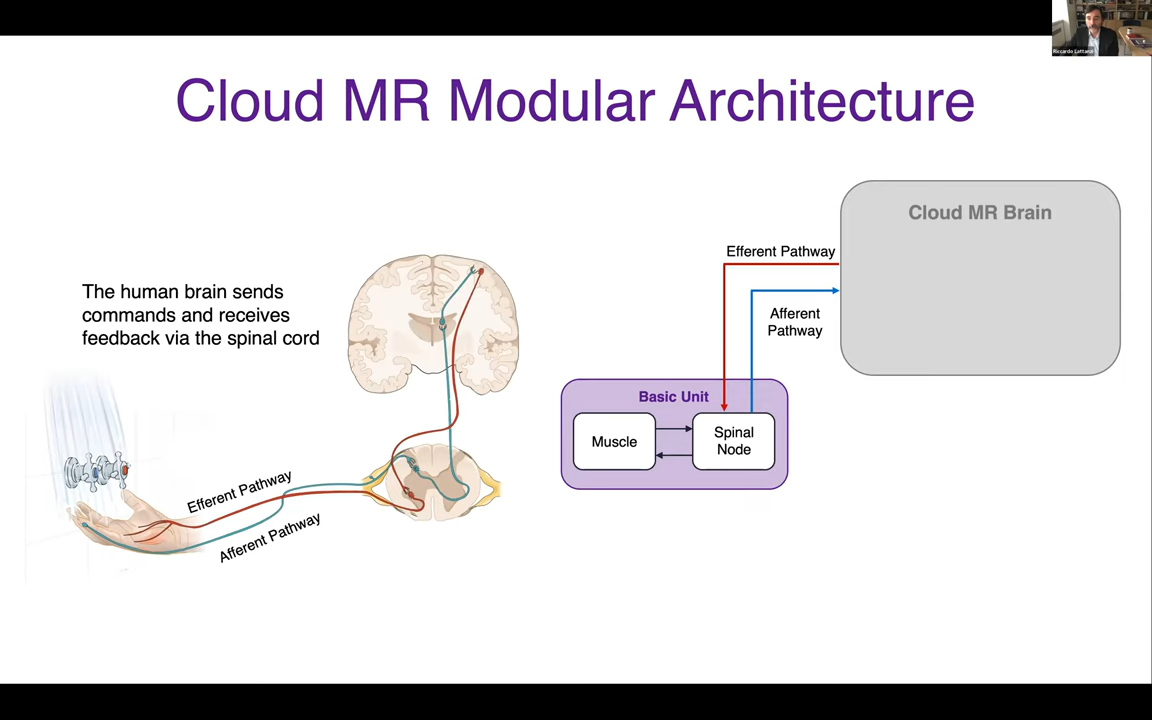 Riccardo Lattanzi
Cloud MR Modular Architecture
The human brain sends
commands and receives
feedback via the spinal cord
Efferent Pathway
Afferent Pathway
Cloud MR Brain
Efferent Pathway
Afferent
Pathway
Basic Unit
Muscle
Spinal
Node